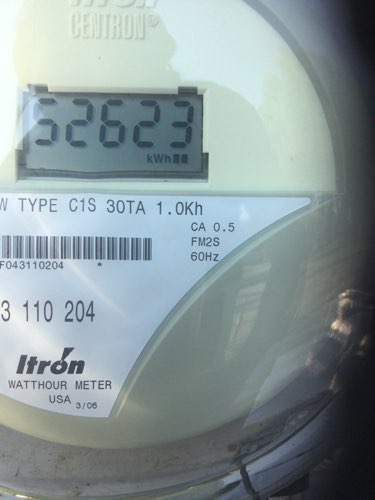 Itron
CENTRON®
52623
kWh
W TYPE C1S 30TA 1.0Kh
CA 0.5
FM2S
60Hz
F043110204 *
3 110 204
Itron
WATTHOUR METER
USA 3/06